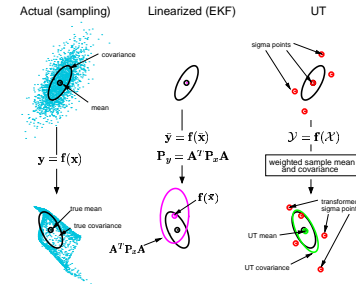 Actual (sampling) Linearized (EKF) UT
covariance
mean
sigma points
y = f(x)
ȳ = f(x̄)
P_y = A^T P_x A
𝒴 = f(𝒳)
weighted sample mean
and covariance
true mean
true covariance
f(x̄)
A^T P_x A
transformed
sigma points
UT mean
UT covariance